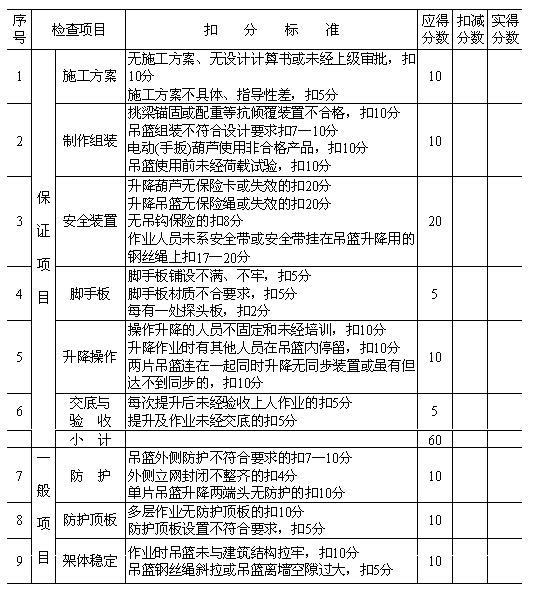 序号 检查项目 扣 分 标 准 应得分数 扣减分数 实得分数
保证项目
1 施工方案 10
无施工方案、无设计计算书或未经上级审批，扣
10分
施工方案不具体、指导性差，扣5分
2 制作组装 10
挑梁锚固或配重等抗倾覆装置不合格，扣10分
吊篮组装不符合设计要求扣7—10分
电动(手扳)葫芦使用非合格产品，扣10分
吊篮使用前未经荷载试验，扣10分
3 安全装置 20
升降葫芦无保险卡或失效的扣20分
升降吊篮无保险绳或失效的扣20分
无吊钩保险的扣8分
作业人员未系安全带或安全带挂在吊篮升降用的
钢丝绳上扣17—20分
4 脚手板 5
脚手板铺设不满、不牢，扣5分
脚手板材质不合要求，扣5分
每有一处探头板，扣2分
5 升降操作 10
操作升降的人员不固定和未经培训，扣10分
升降作业时有其他人员在吊篮内停留，扣10分
两片吊篮连在一起同时升降无同步装置或虽有但
达不到同步的，扣10分
6 交底与验 收 5
每次提升后未经验收上人作业的扣5分
提升及作业未经交底的扣5分
小 计 60
一般项目
7 防 护 10
吊篮外侧防护不符合要求的扣7—10分
外侧立网封闭不整齐的扣4分
单片吊篮升降两端头无防护的扣10分
8 防护顶板 10
多层作业无防护顶板的扣10分
防护顶板设置不符合要求，扣5分
9 架体稳定 10
作业时吊篮未与建筑结构拉牢，扣10分
吊篮钢丝绳斜拉或吊篮离墙空隙过大，扣5分